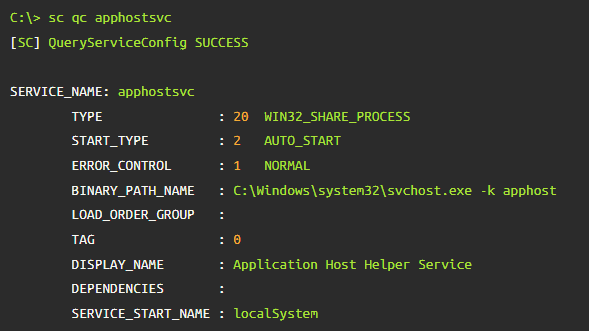 C:\> sc qc apphostsvc
[SC] QueryServiceConfig SUCCESS
SERVICE_NAME: apphostsvc
TYPE : 20 WIN32_SHARE_PROCESS
START_TYPE : 2 AUTO_START
ERROR_CONTROL : 1 NORMAL
BINARY_PATH_NAME : C:\Windows\system32\svchost.exe -k apphost
LOAD_ORDER_GROUP :
TAG : 0
DISPLAY_NAME : Application Host Helper Service
DEPENDENCIES :
SERVICE_START_NAME : localSystem